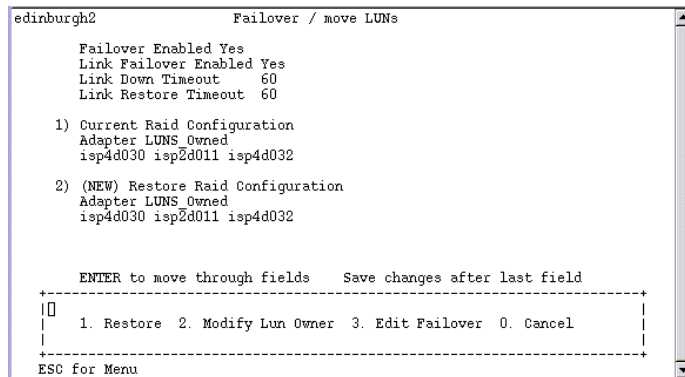 edinburgh2 Failover / move LUNs
Failover Enabled Yes
Link Failover Enabled Yes
Link Down Timeout 60
Link Restore Timeout 60
1) Current Raid Configuration
Adapter LUNS_Owned
isp4d030 isp2d011 isp4d032
2) (NEW) Restore Raid Configuration
Adapter LUNS_Owned
isp4d030 isp2d011 isp4d032
ENTER to move through fields Save changes after last field
1. Restore 2. Modify Lun Owner 3. Edit Failover 0. Cancel
ESC for Menu